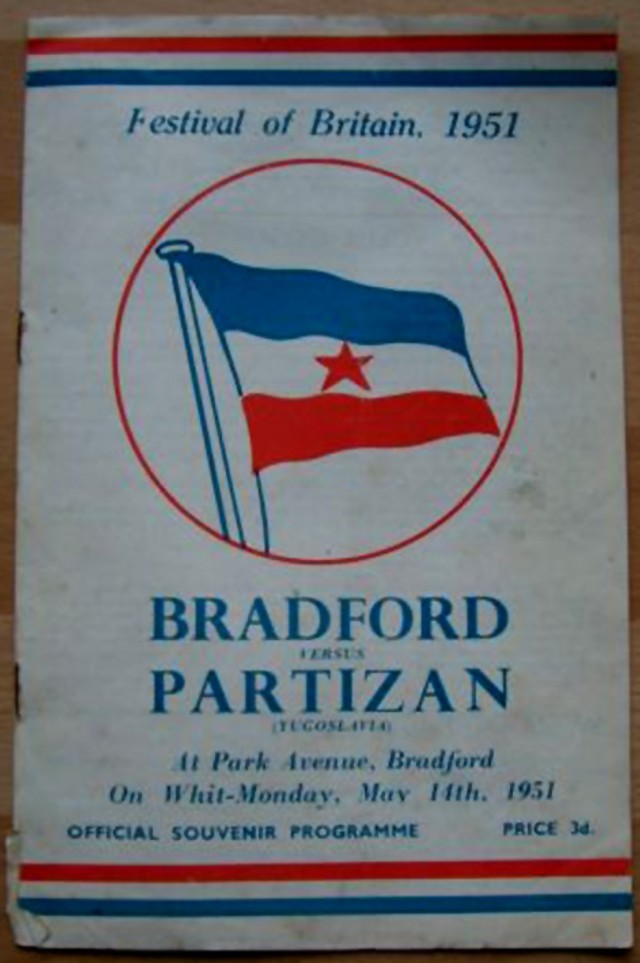 Festival of Britain, 1951
BRADFORD
VERSUS
PARTIZAN
(YUGOSLAVIA)
At Park Avenue, Bradford
On Whit-Monday, May 14th, 1951
OFFICIAL SOUVENIR PROGRAMME PRICE 3d.